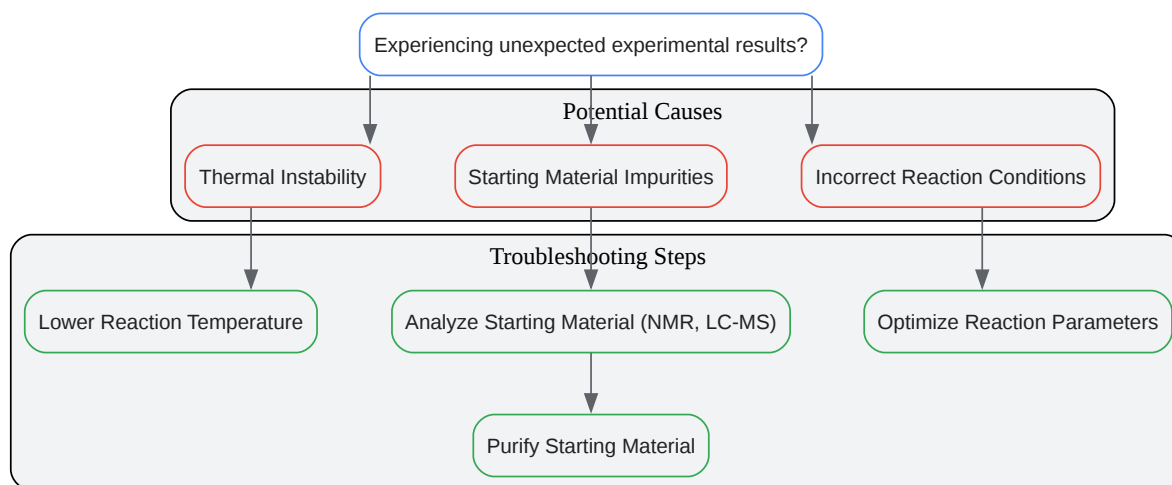 Experiencing unexpected experimental results?
Potential Causes
Thermal Instability
Starting Material Impurities
Incorrect Reaction Conditions
Troubleshooting Steps
Lower Reaction Temperature
Analyze Starting Material (NMR, LC-MS)
Optimize Reaction Parameters
Purify Starting Material